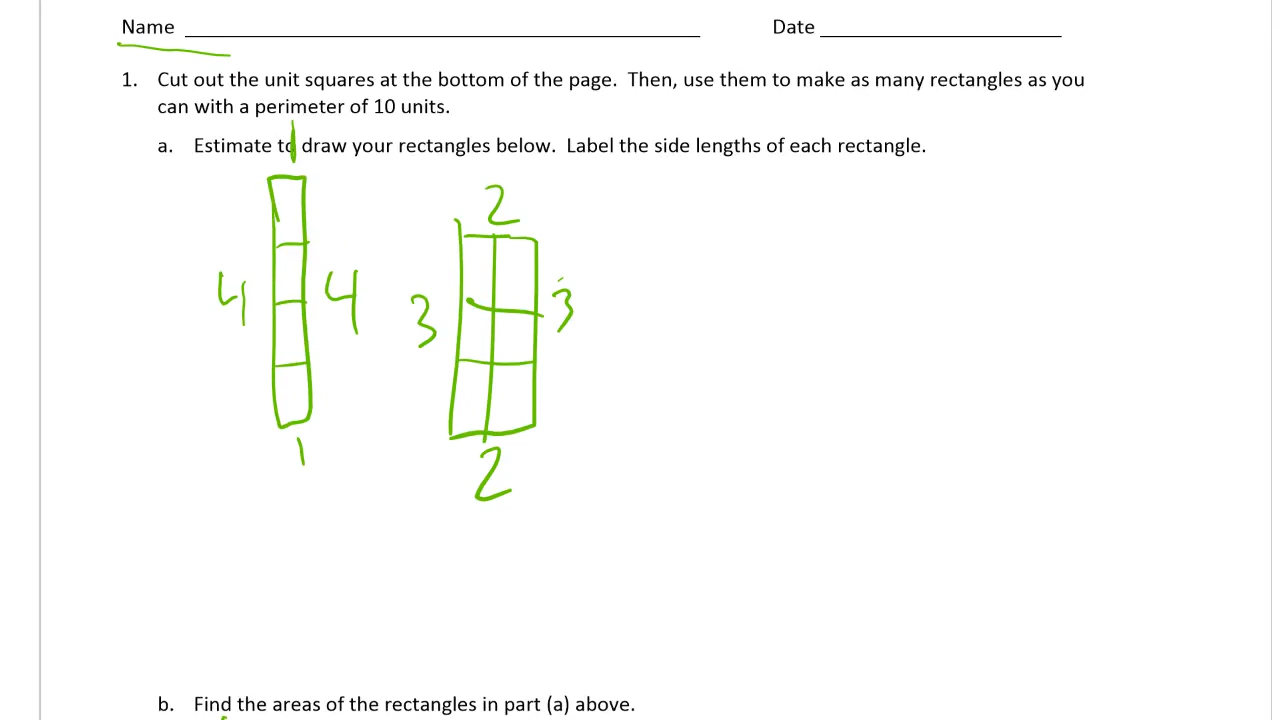 Name Date
1. Cut out the unit squares at the bottom of the page. Then, use them to make as many rectangles as you
can with a perimeter of 10 units.
a. Estimate to draw your rectangles below. Label the side lengths of each rectangle.
1
2
4 4 3 3
1
2
b. Find the areas of the rectangles in part (a) above.